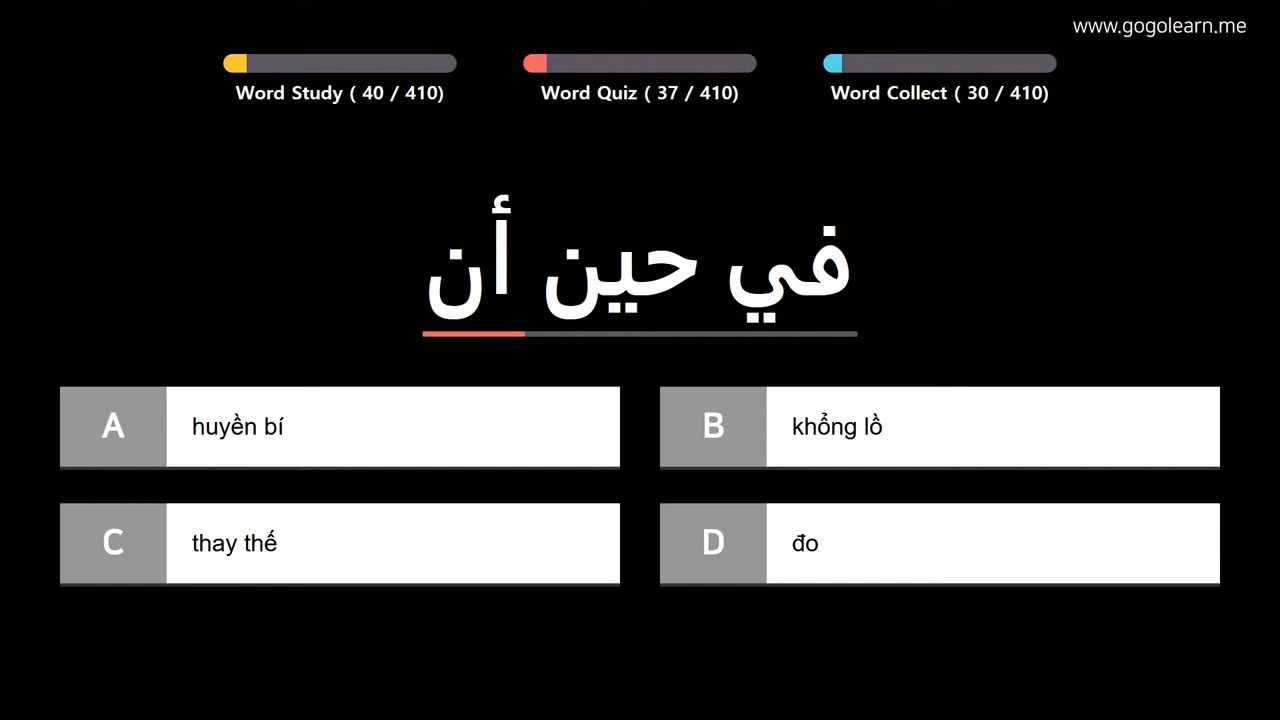 www.gogolearn.me
Word Study ( 40 / 410)
Word Quiz ( 37 / 410)
Word Collect ( 30 / 410)
في حين أن
A huyền bí
B khổng lồ
C thay thế
D đo